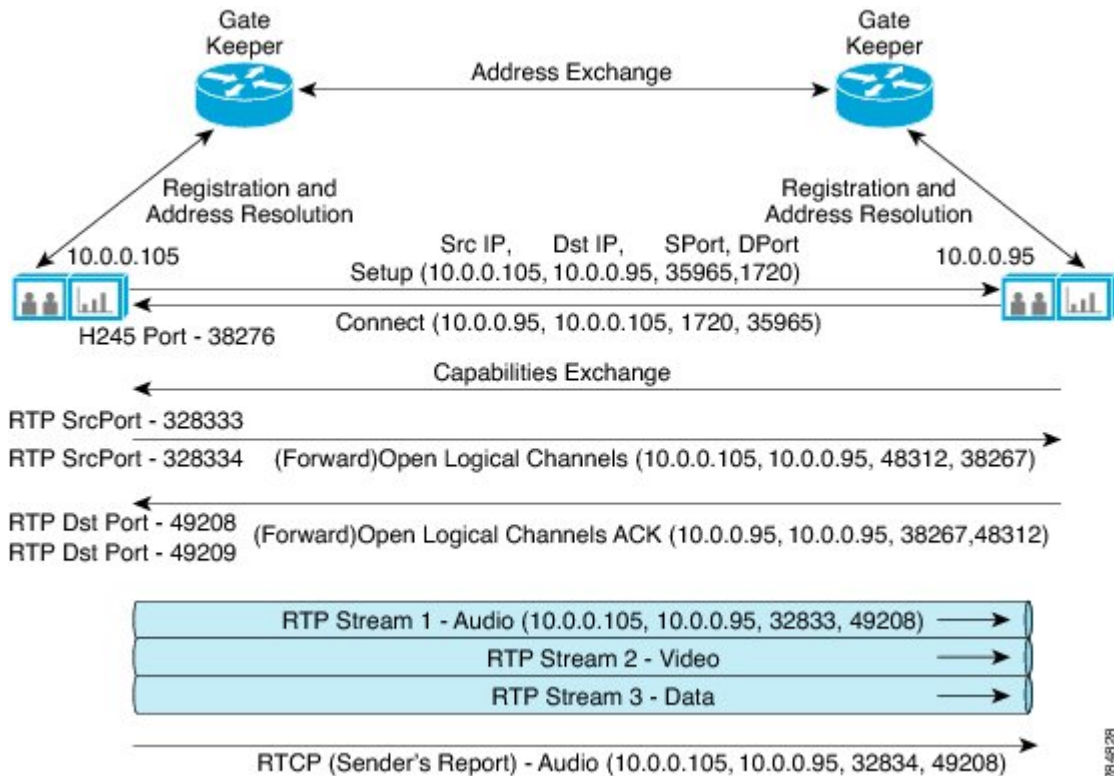 Gate
Keeper
Gate
Keeper
Address Exchange
Registration and
Address Resolution
Registration and
Address Resolution
10.0.0.105
Src IP, Dst IP, SPort, DPort
10.0.0.95
Setup (10.0.0.105, 10.0.0.95, 35965,1720)
Connect (10.0.0.95, 10.0.0.105, 1720, 35965)
H245 Port - 38276
Capabilities Exchange
RTP SrcPort - 328333
RTP SrcPort - 328334
(Forward)Open Logical Channels (10.0.0.105, 10.0.0.95, 48312, 38267)
RTP Dst Port - 49208
RTP Dst Port - 49209
(Forward)Open Logical Channels ACK (10.0.0.95, 10.0.0.95, 38267,48312)
RTP Stream 1 - Audio (10.0.0.105, 10.0.0.95, 32833, 49208)
RTP Stream 2 - Video
RTP Stream 3 - Data
RTCP (Sender's Report) - Audio (10.0.0.105, 10.0.0.95, 32834, 49208)